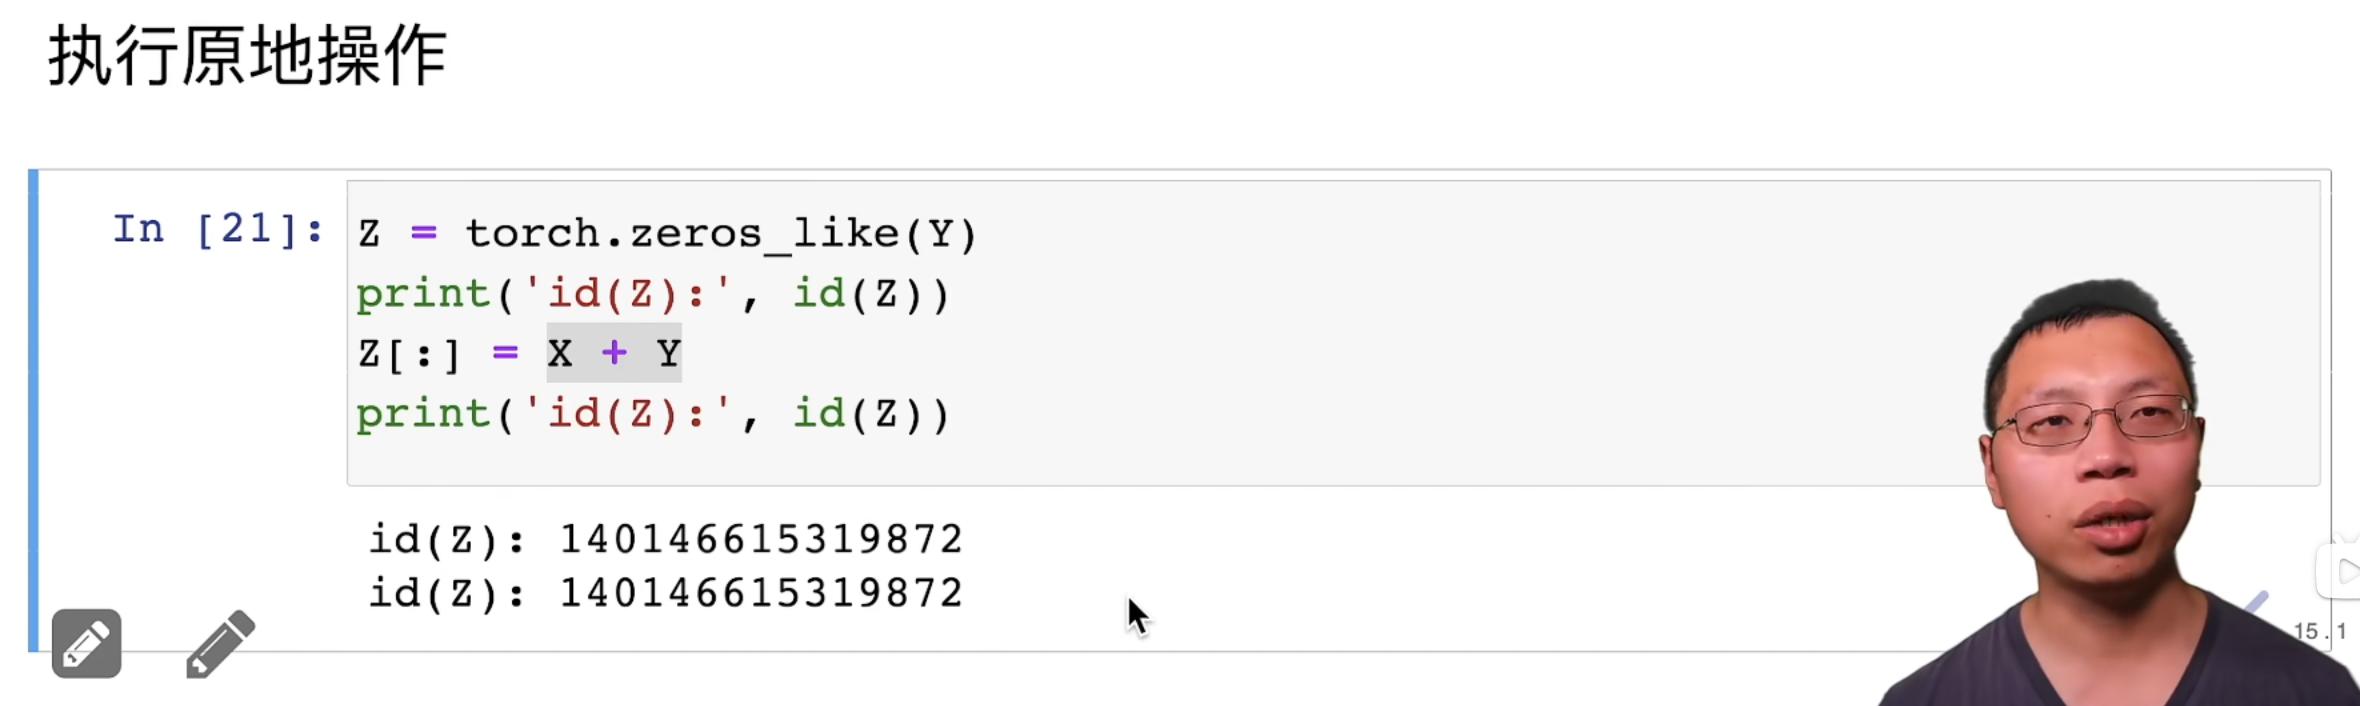 执行原地操作
In [21]: Z = torch.zeros_like(Y)
print('id(Z):', id(Z))
Z[:] = X + Y
print('id(Z):', id(Z))
id(Z): 140146615319872
id(Z): 140146615319872
15.1